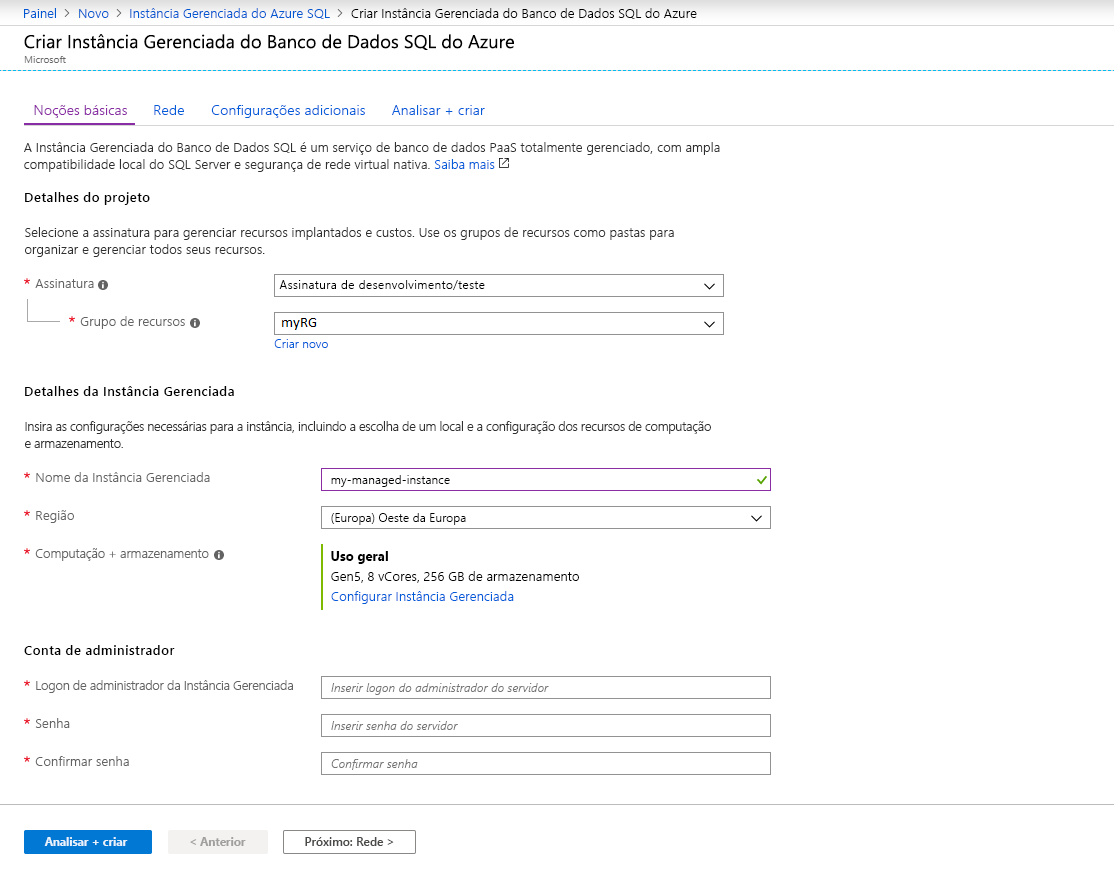 Painel > Novo > Instância Gerenciada do Azure SQL > Criar Instância Gerenciada do Banco de Dados SQL do Azure
Criar Instância Gerenciada do Banco de Dados SQL do Azure
Microsoft
Noções básicas Rede Configurações adicionais Analisar + criar
A Instância Gerenciada do Banco de Dados SQL é um serviço de banco de dados PaaS totalmente gerenciado, com ampla
compatibilidade local do SQL Server e segurança de rede virtual nativa. Saiba mais
Detalhes do projeto
Selecione a assinatura para gerenciar recursos implantados e custos. Use os grupos de recursos como pastas para
organizar e gerenciar todos seus recursos.
* Assinatura Assinatura de desenvolvimento/teste
* Grupo de recursos myRG
Criar novo
Detalhes da Instância Gerenciada
Insira as configurações necessárias para a instância, incluindo a escolha de um local e a configuração dos recursos de computação
e armazenamento.
* Nome da Instância Gerenciada my-managed-instance
* Região (Europa) Oeste da Europa
* Computação + armazenamento Uso geral
Gen5, 8 vCores, 256 GB de armazenamento
Configurar Instância Gerenciada
Conta de administrador
* Logon de administrador da Instância Gerenciada Inserir logon do administrador do servidor
* Senha Inserir senha do servidor
* Confirmar senha Confirmar senha
Analisar + criar < Anterior Próximo: Rede >